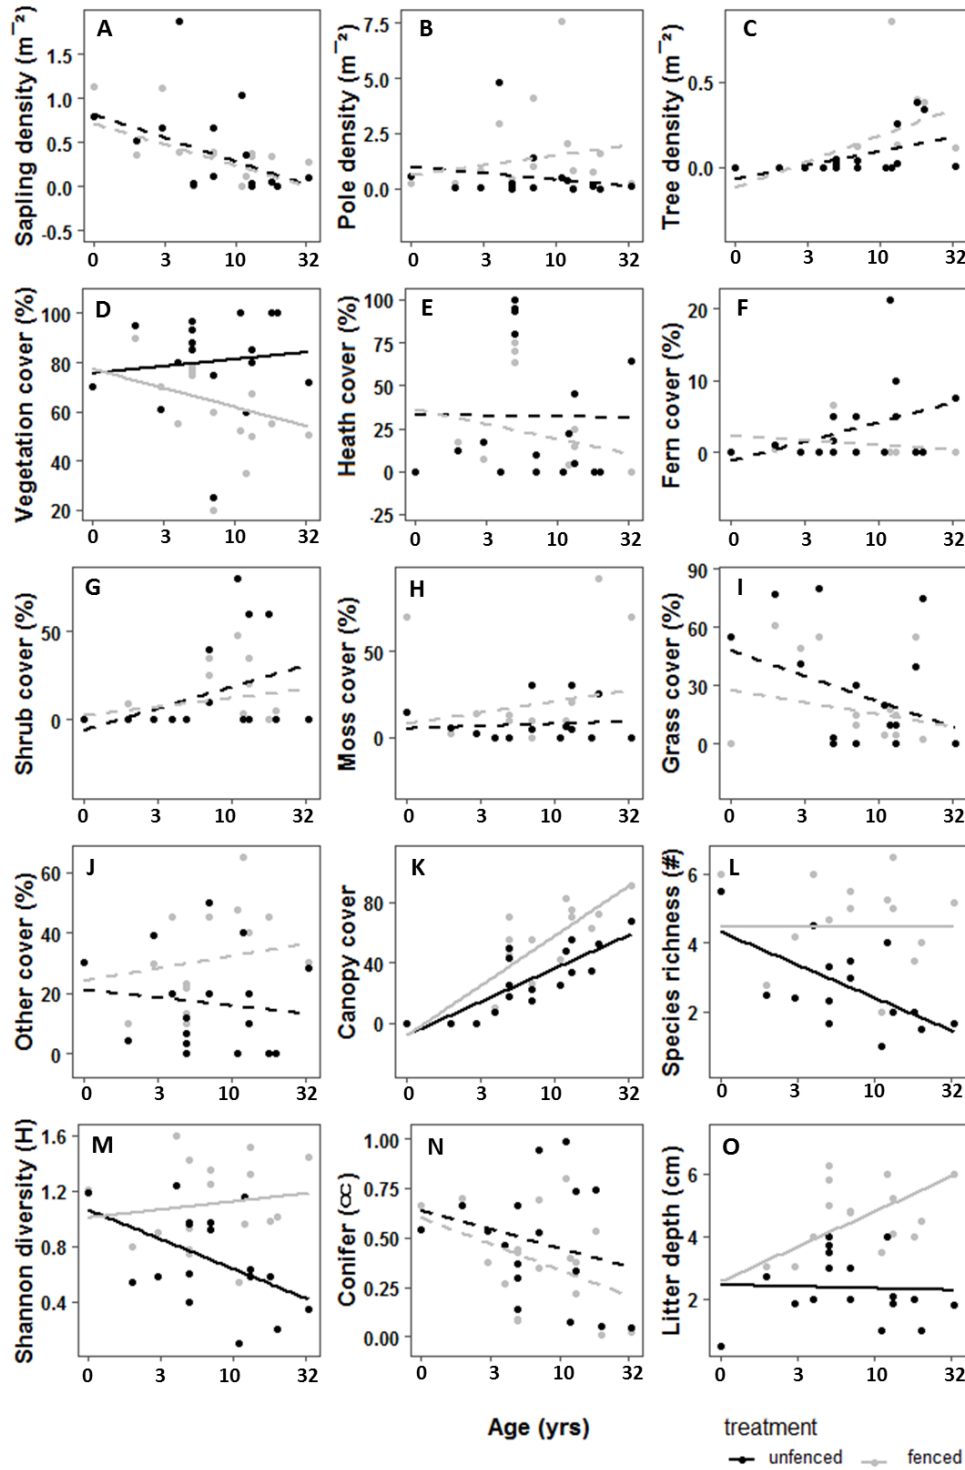 A B C
Sapling density (m⁻²)
1.5
1.0
0.5
0.0
-0.5
0 3 10 32
Pole density (m⁻²)
7.5
5.0
2.5
0.0
0 3 10 32
Tree density (m⁻²)
0.5
0.0
0 3 10 32
D E F
Vegetation cover (%)
100
80
60
40
20
0 3 10 32
Heath cover (%)
100
75
50
25
0
-25
0 3 10 32
Fern cover (%)
20
10
0
0 3 10 32
G H I
Shrub cover (%)
50
0
0 3 10 32
Moss cover (%)
50
0
0 3 10 32
Grass cover (%)
90
60
30
0
0 3 10 32
J K L
Other cover (%)
60
40
20
0
0 3 10 32
Canopy cover
80
40
0
0 3 10 32
Species richness (#)
6
4
2
0 3 10 32
M N O
Shannon diversity (H)
1.6
1.2
0.8
0.4
0 3 10 32
Conifer (∝)
1.00
0.75
0.50
0.25
0.00
0 3 10 32
Litter depth (cm)
6
4
2
0 3 10 32
Age (yrs)
treatment
unfenced fenced